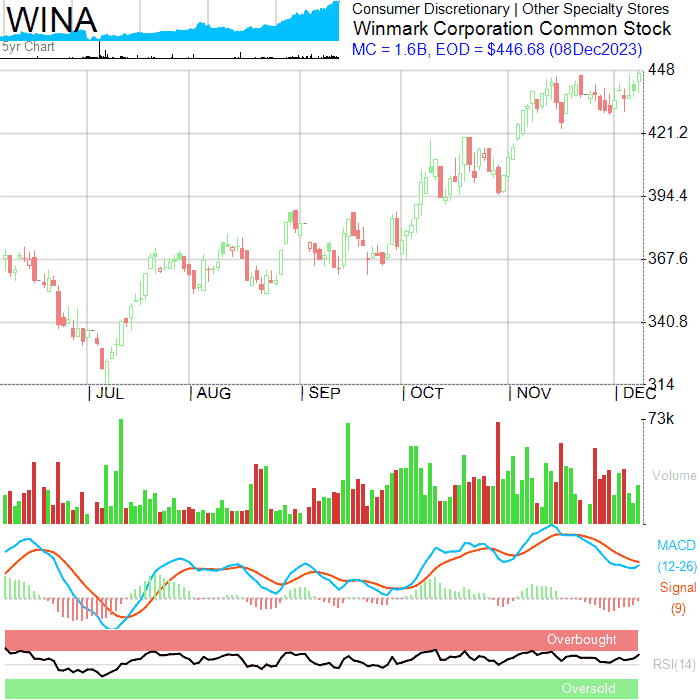 WINA
5yr Chart
Consumer Discretionary | Other Specialty Stores
Winmark Corporation Common Stock
MC = 1.6B, EOD = $446.68 (08Dec2023)
448
421.2
394.4
367.6
340.8
314
JUL AUG SEP OCT NOV DEC
73k
Volume
MACD
(12-26)
Signal
(9)
Overbought
RSI(14)
Oversold